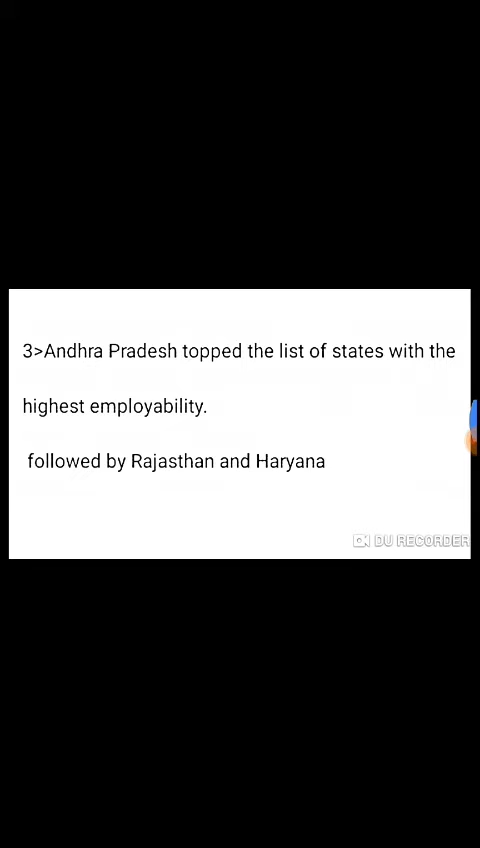 3>Andhra Pradesh topped the list of states with the
highest employability.
followed by Rajasthan and Haryana
DU RECORDER